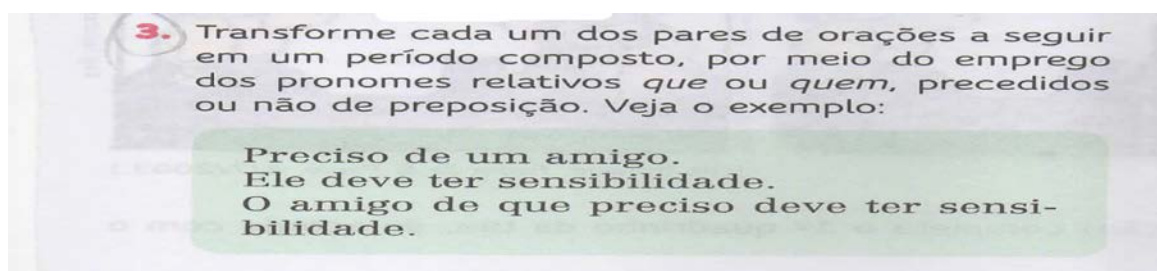 3. Transforme cada um dos pares de orações a seguir
em um período composto, por meio do emprego
dos pronomes relativos que ou quem, precedidos
ou não de preposição. Veja o exemplo:
Preciso de um amigo.
Ele deve ter sensibilidade.
O amigo de que preciso deve ter sensi-
bilidade.